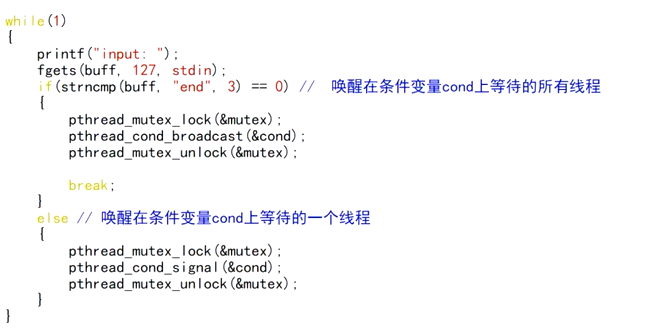 while(1)
{
    printf("input: ");
    fgets(buff, 127, stdin);
    if(strncmp(buff, "end", 3) == 0) //  唤醒在条件变量cond上等待的所有线程
    {
        pthread_mutex_lock(&mutex);
        pthread_cond_broadcast(&cond);
        pthread_mutex_unlock(&mutex);

        break;
    }
    else // 唤醒在条件变量cond上等待的一个线程
    {
        pthread_mutex_lock(&mutex);
        pthread_cond_signal(&cond);
        pthread_mutex_unlock(&mutex);
    }
}